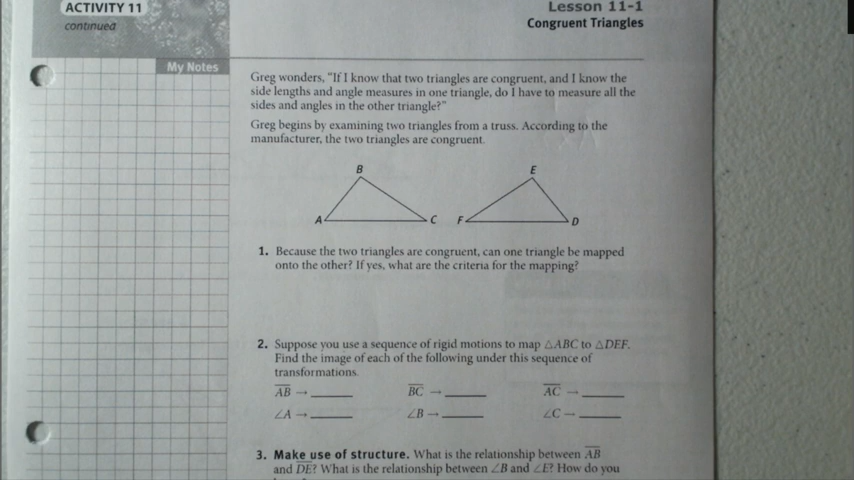 ACTIVITY 11
continued
Lesson 11-1
Congruent Triangles
My Notes
Greg wonders, "If I know that two triangles are congruent, and I know the
side lengths and angle measures in one triangle, do I have to measure all the
sides and angles in the other triangle?"
Greg begins by examining two triangles from a truss. According to the
manufacturer, the two triangles are congruent.
B
E
A
C
F
D
1. Because the two triangles are congruent, can one triangle be mapped
onto the other? If yes, what are the criteria for the mapping?
2. Suppose you use a sequence of rigid motions to map △ABC to △DEF.
Find the image of each of the following under this sequence of
transformations.
A̅B̅ → ______ B̅C̅ → ______ A̅C̅ → ______
∠A → ______ ∠B → ______ ∠C → ______
3. Make use of structure. What is the relationship between A̅B̅
and D̅E̅? What is the relationship between ∠B and ∠E? How do you